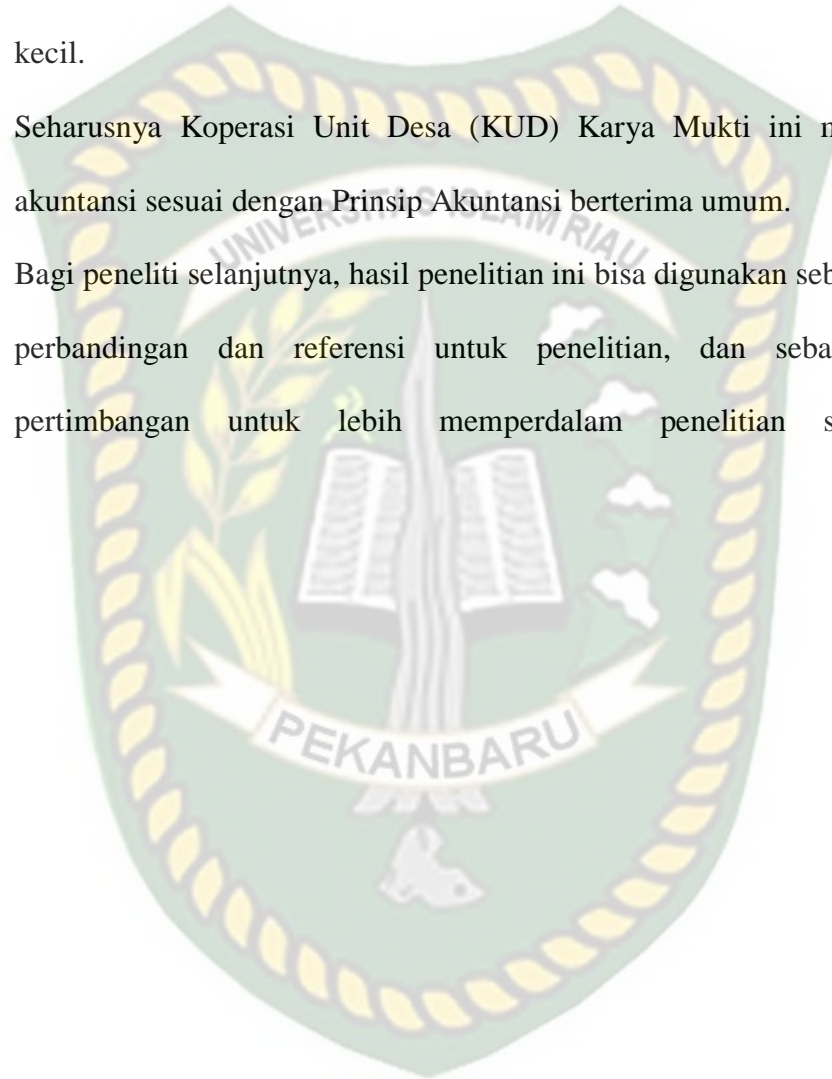 kecil.
Seharusnya Koperasi Unit Desa (KUD) Karya Mukti ini
akuntansi sesuai dengan Prinsip Akuntansi berterima umum.
UNIVERSITAS ISLAM RIAU
Bagi peneliti selanjutnya, hasil penelitian ini bisa digunakan
perbandingan dan referensi untuk penelitian, dan
pertimbangan untuk lebih memperdalam penelitian
PEKANBARU